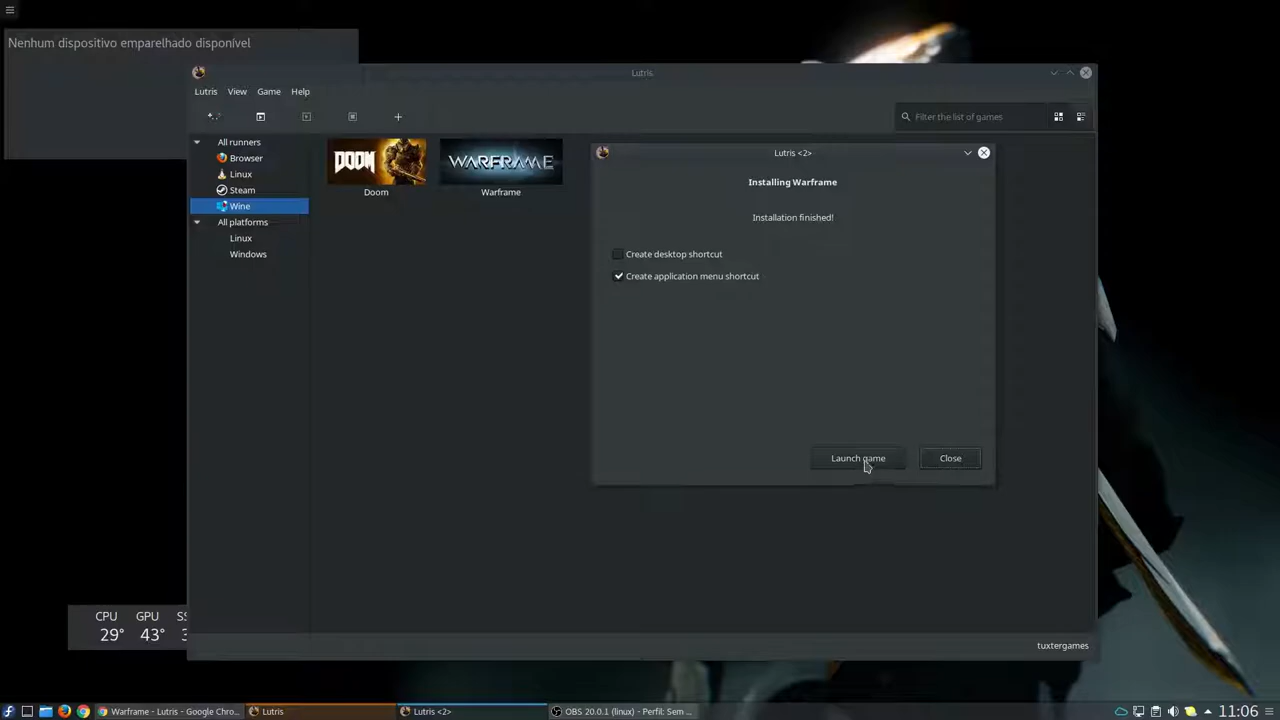 Nenhum dispositivo emparelhado disponível
Lutris
Lutris View Game Help
Filter the list of games
All runners
Browser
Linux
Steam
Wine
All platforms
Linux
Windows
DOOM
Doom
WARFRAME
Warframe
Lutris <2>
Installing Warframe
Installation finished!
Create desktop shortcut
Create application menu shortcut
Launch game
Close
CPU GPU
29° 43°
tuxtergames
Warframe - Lutris - Google Chro...
Lutris
Lutris <2>
OBS 20.0.1 (linux) - Perfil: Sem ...
11:06